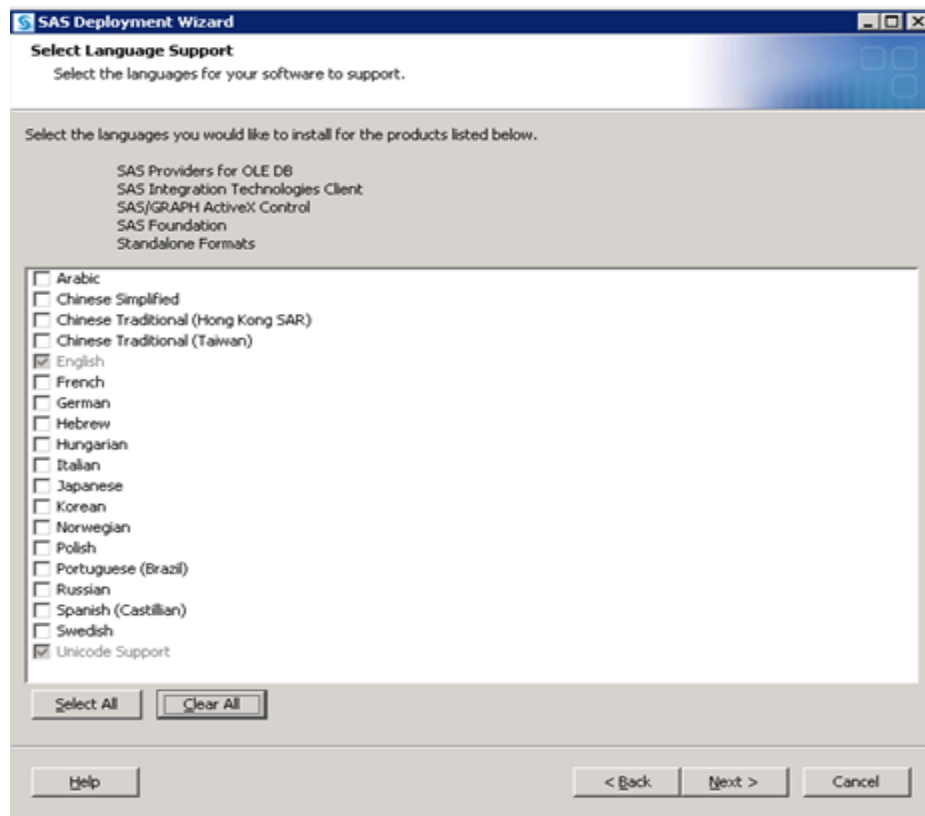 SAS Deployment Wizard
Select Language Support
Select the languages for your software to support.
Select the languages you would like to install for the products listed below.
SAS Providers for OLE DB
SAS Integration Technologies Client
SAS/GRAPH ActiveX Control
SAS Foundation
Standalone Formats
Arabic
Chinese Simplified
Chinese Traditional (Hong Kong SAR)
Chinese Traditional (Taiwan)
English
French
German
Hebrew
Hungarian
Italian
Japanese
Korean
Norwegian
Polish
Portuguese (Brazil)
Russian
Spanish (Castillian)
Swedish
Unicode Support
Select All Clear All
Help < Back Next > Cancel